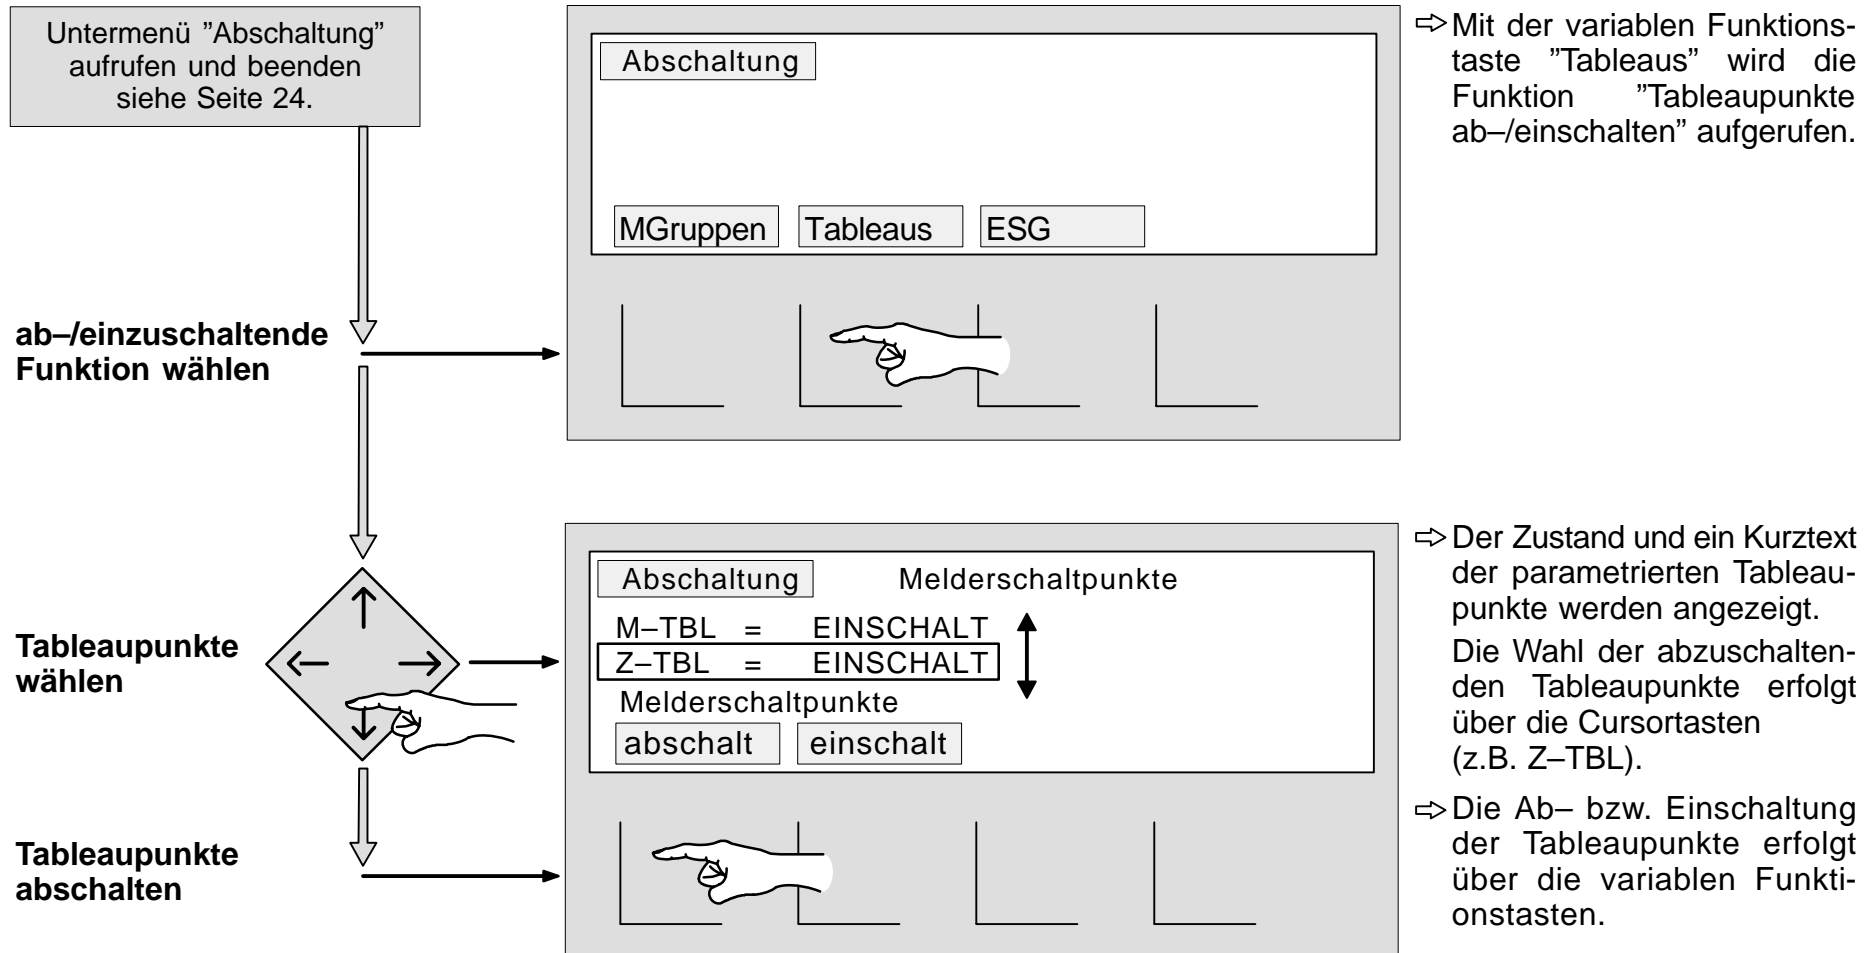 Untermenü ”Abschaltung”
aufrufen und beenden
siehe Seite 24.
Abschaltung
MGruppen Tableaus ESG
⇨ Mit der variablen Funktions-
taste ”Tableaus” wird die
Funktion ”Tableaupunkte
ab–/einschalten” aufgerufen.
ab–/einzuschaltende
Funktion wählen
Tableaupunkte
wählen
Abschaltung Melderschaltpunkte
M–TBL = EINSCHALT
Z–TBL = EINSCHALT
Melderschaltpunkte
abschalt einschalt
⇨ Der Zustand und ein Kurztext
der parametrierten Tableau-
punkte werden angezeigt.
Die Wahl der abzuschalten-
den Tableaupunkte erfolgt
über die Cursortasten
(z.B. Z–TBL).
Tableaupunkte
abschalten
⇨ Die Ab– bzw. Einschaltung
der Tableaupunkte erfolgt
über die variablen Funkti-
onstasten.